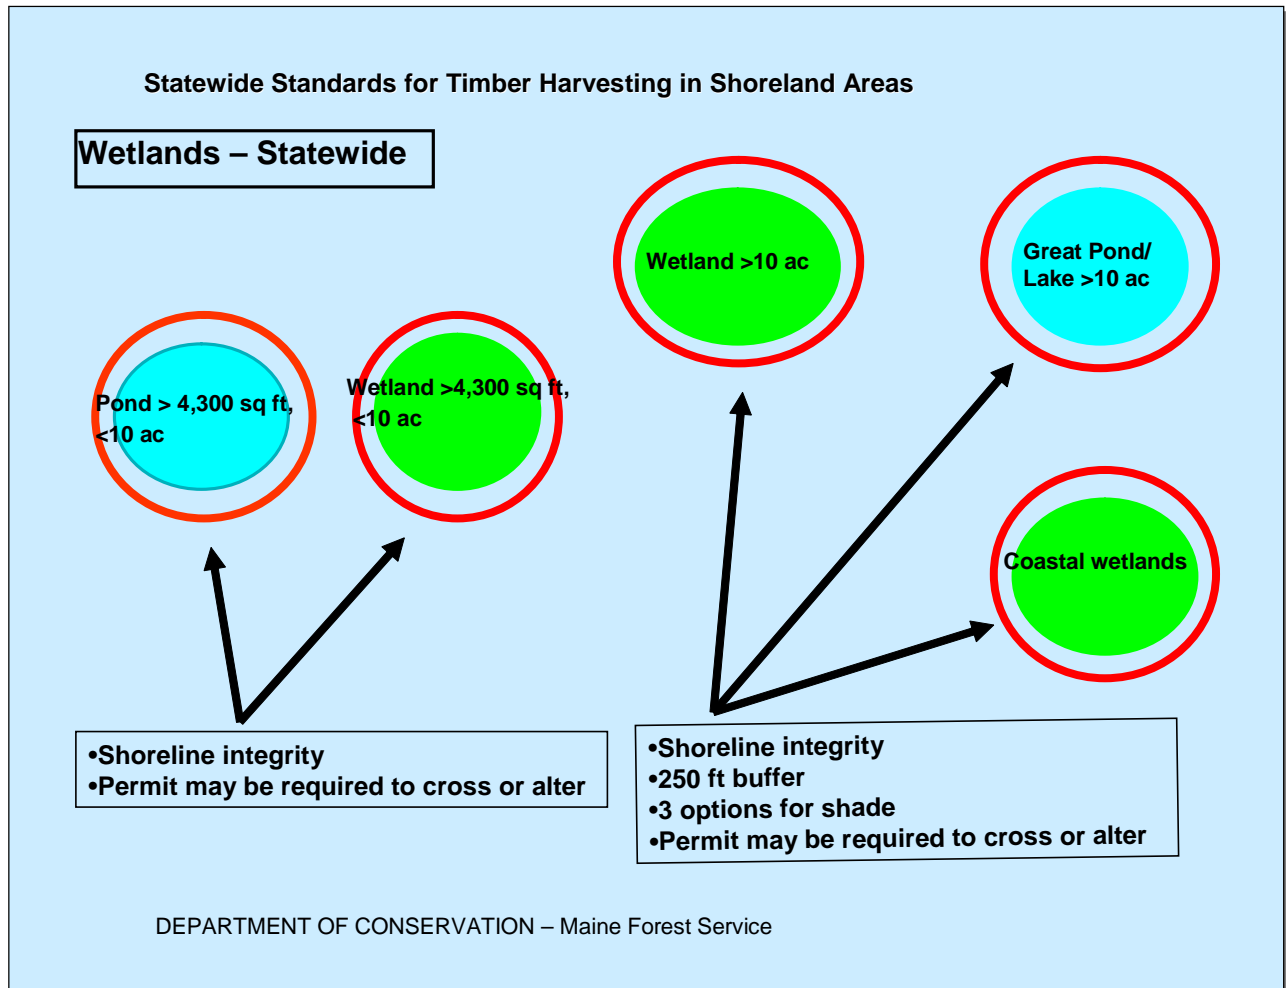 Statewide Standards for Timber Harvesting in Shoreland Areas
Wetlands – Statewide
Wetland >10 ac
Great Pond/
Lake >10 ac
Pond > 4,300 sq ft,
<10 ac
Wetland >4,300 sq ft,
<10 ac
Coastal wetlands
•Shoreline integrity
•Permit may be required to cross or alter
•Shoreline integrity
•250 ft buffer
•3 options for shade
•Permit may be required to cross or alter
DEPARTMENT OF CONSERVATION – Maine Forest Service